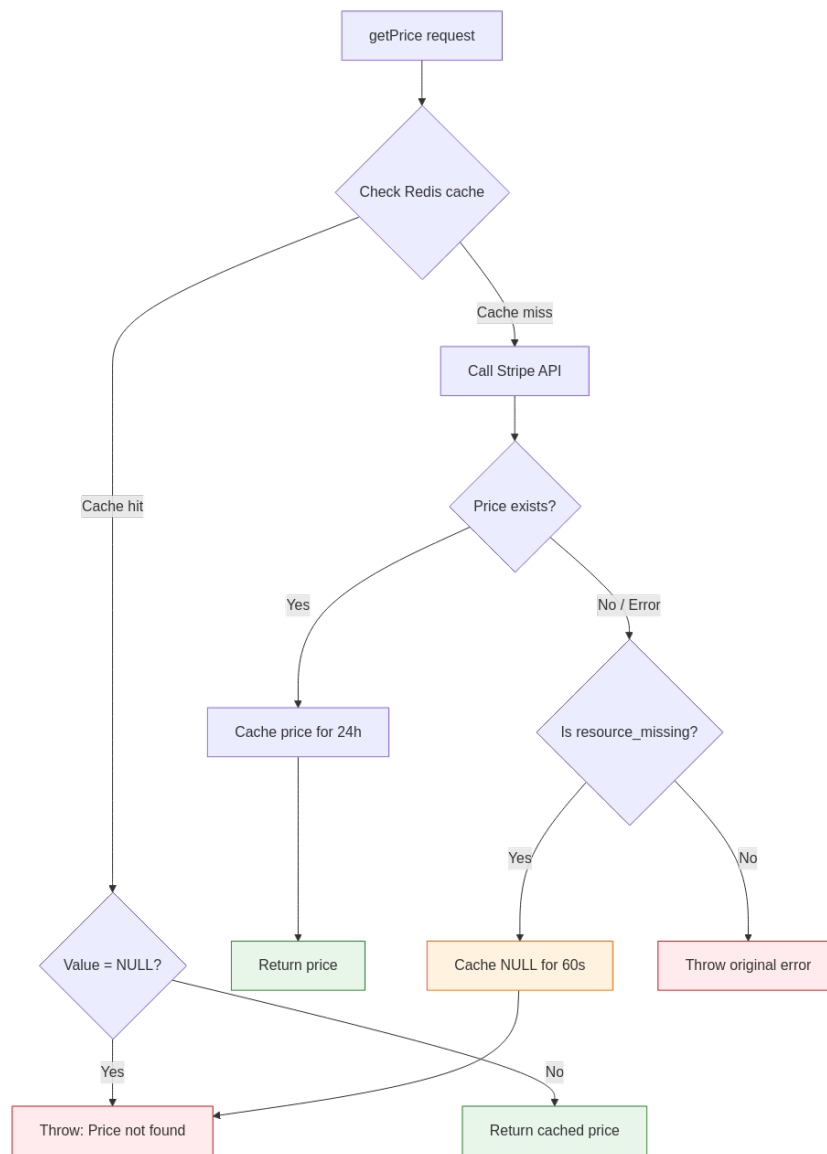 getPrice request
Check Redis cache
Cache miss
Call Stripe API
Cache hit
Price exists?
Yes
No / Error
Cache price for 24h
Is resource_missing?
Yes
No
Value = NULL?
Return price
Cache NULL for 60s
Throw original error
Yes
No
Throw: Price not found
Return cached price